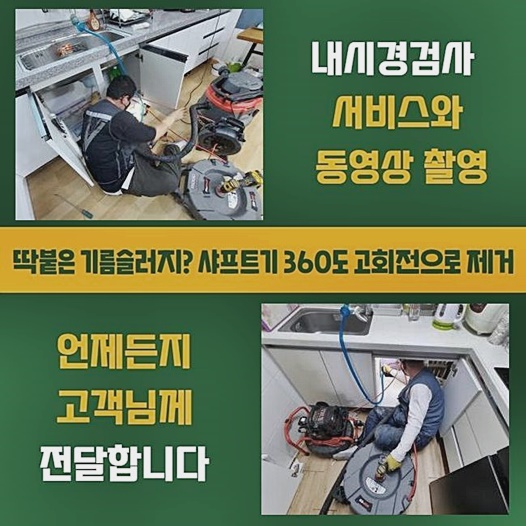 내시경검사
서비스와
동영상 촬영
딱붙은 기름슬러지? 샤프트기 360도 고회전으로 제거
언제든지
고객님께
전달합니다